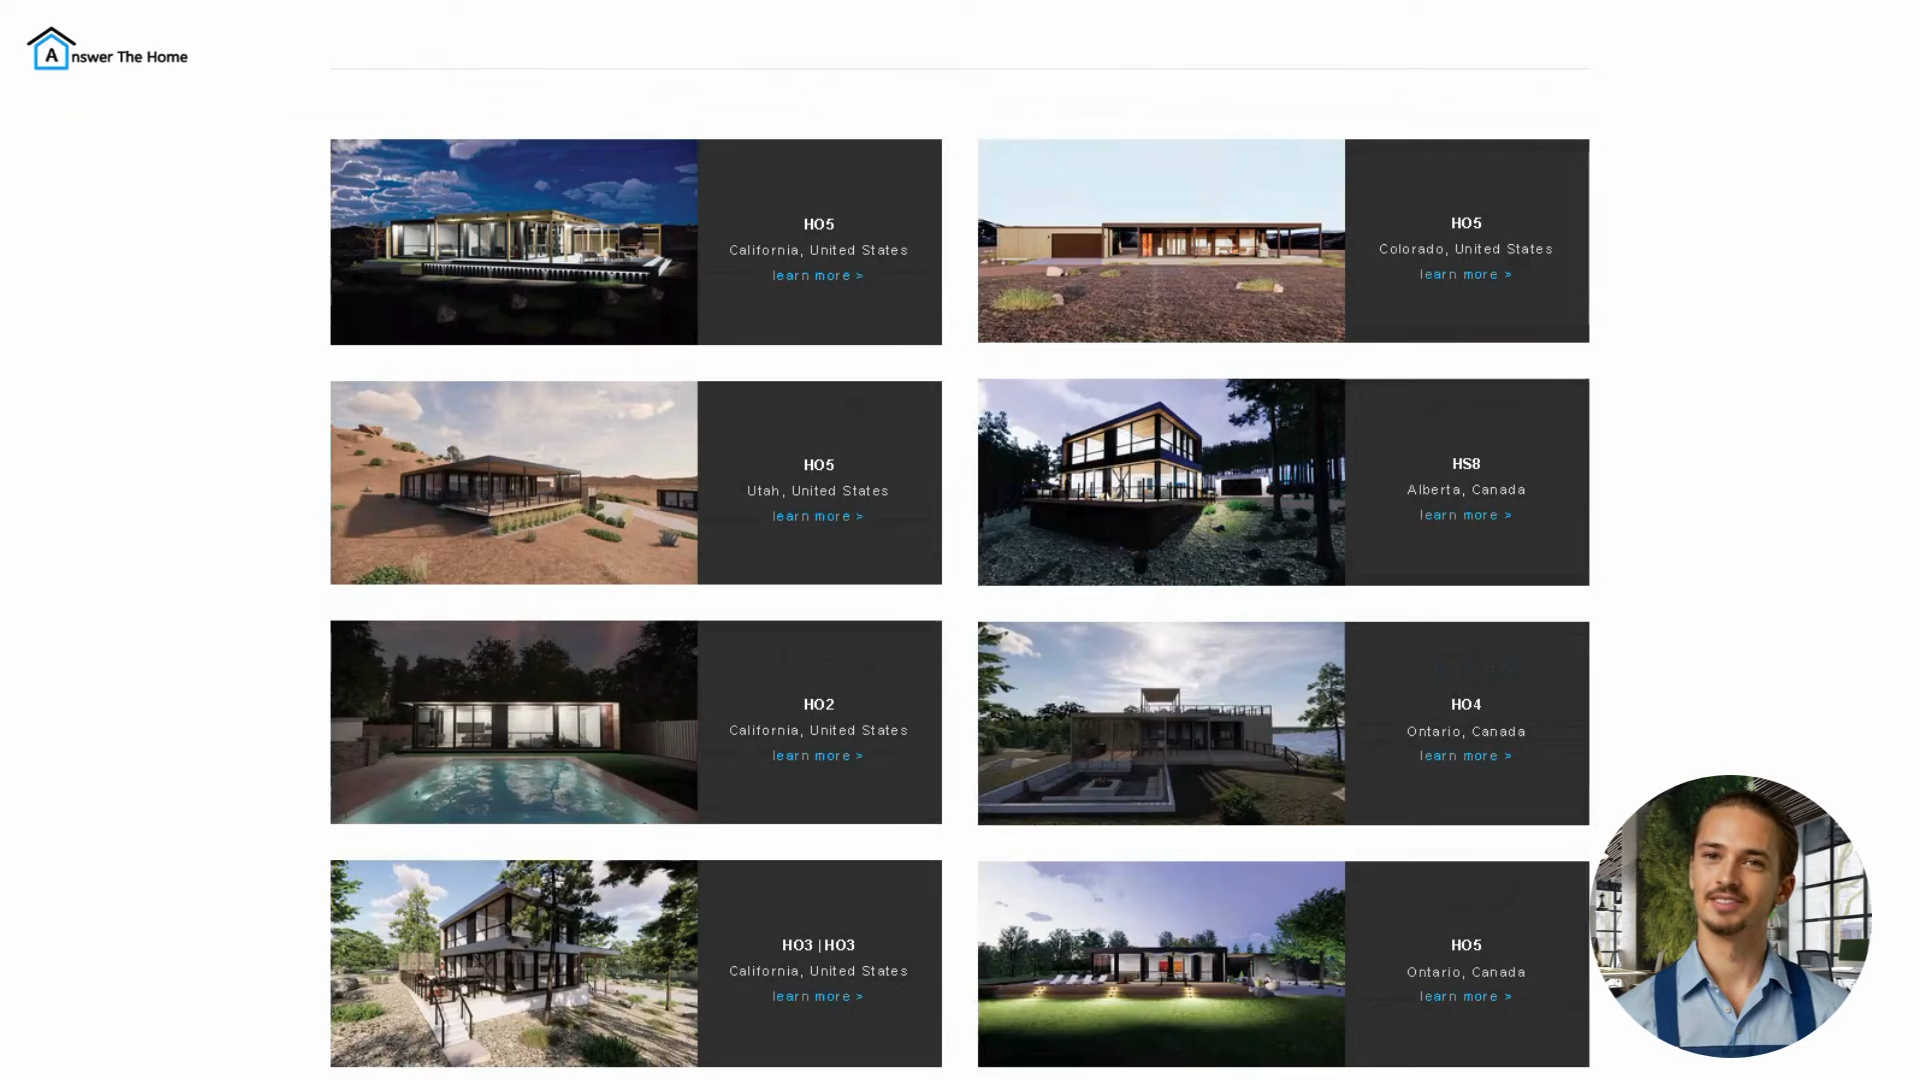 Answer The Home
HO5
California, United States
learn more >
HO5
Colorado, United States
learn more >
HO5
Utah, United States
learn more >
HS8
Alberta, Canada
learn more >
HO2
California, United States
learn more >
HO4
Ontario, Canada
learn more >
HO3 | HO3
California, United States
learn more >
HO5
Ontario, Canada
learn more >